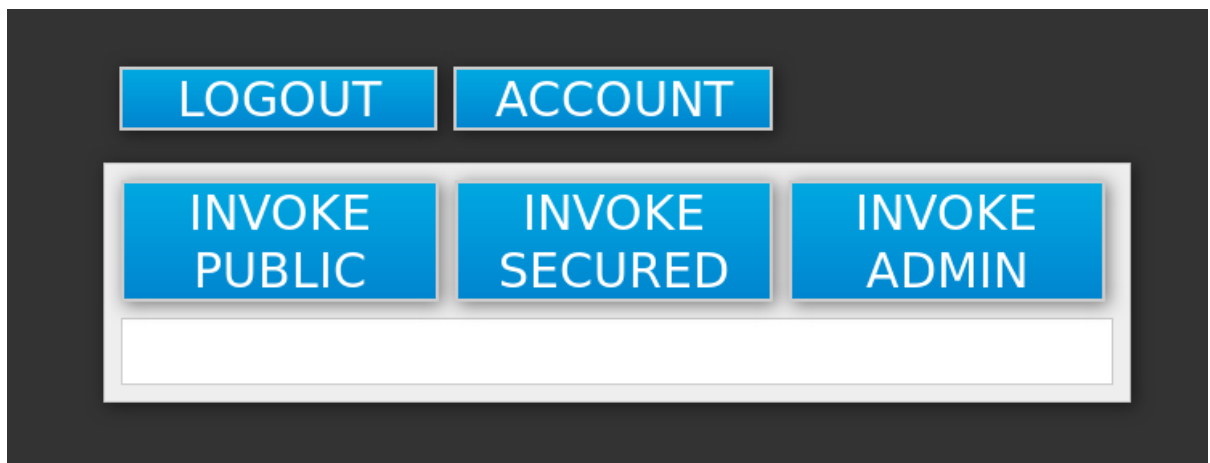 LOGOUT ACCOUNT
INVOKE PUBLIC
INVOKE SECURED
INVOKE ADMIN